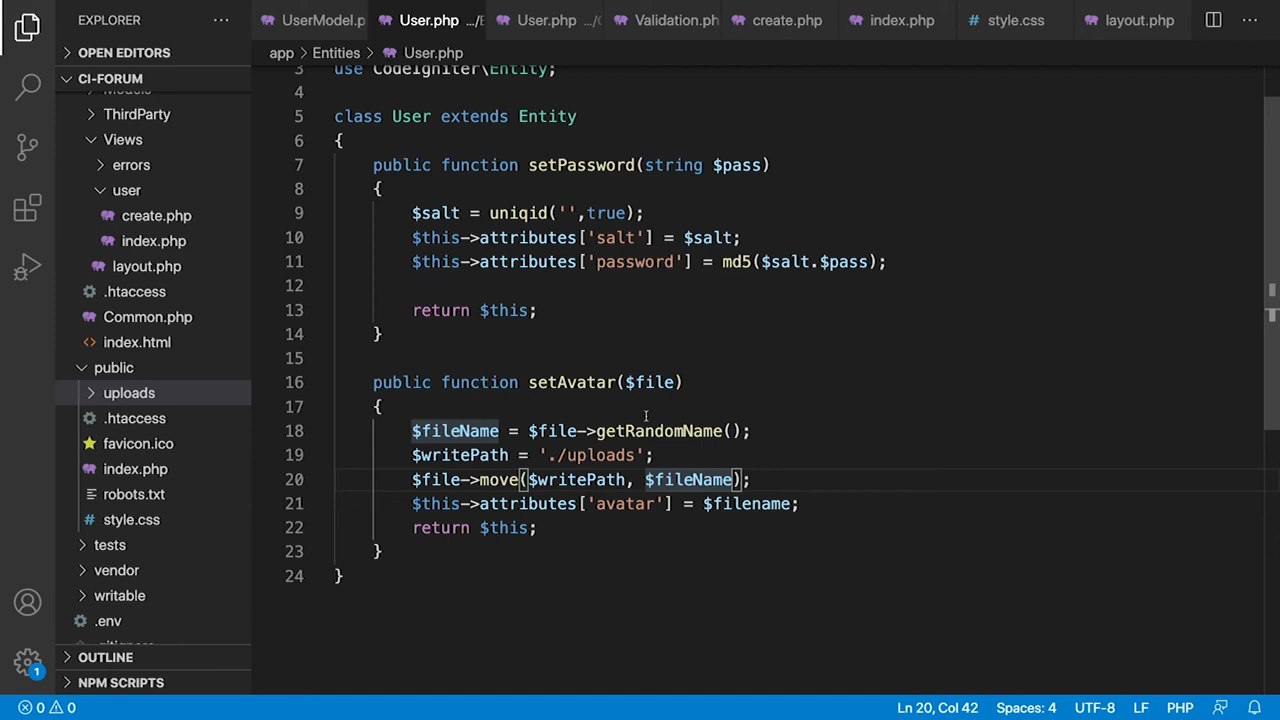 EXPLORER
UserModel.p
User.php .../E
User.php .../C
Validation.ph
create.php
index.php
style.css
layout.php
OPEN EDITORS
app > Entities > User.php
CI-FORUM
Models
ThirdParty
Views
errors
user
create.php
index.php
layout.php
.htaccess
Common.php
index.html
public
uploads
.htaccess
favicon.ico
index.php
robots.txt
style.css
tests
vendor
writable
.env
.gitignore
OUTLINE
NPM SCRIPTS
3 use CodeIgniter\Entity;
4
5 class User extends Entity
6 {
7 public function setPassword(string $pass)
8 {
9 $salt = uniqid('',true);
10 $this->attributes['salt'] = $salt;
11 $this->attributes['password'] = md5($salt.$pass);
12
13 return $this;
14 }
15
16 public function setAvatar($file)
17 {
18 $fileName = $file->getRandomName();
19 $writePath = './uploads';
20 $file->move($writePath, $fileName);
21 $this->attributes['avatar'] = $filename;
22 return $this;
23 }
24 }
1
0 0
Ln 20, Col 42
Spaces: 4
UTF-8
LF
PHP